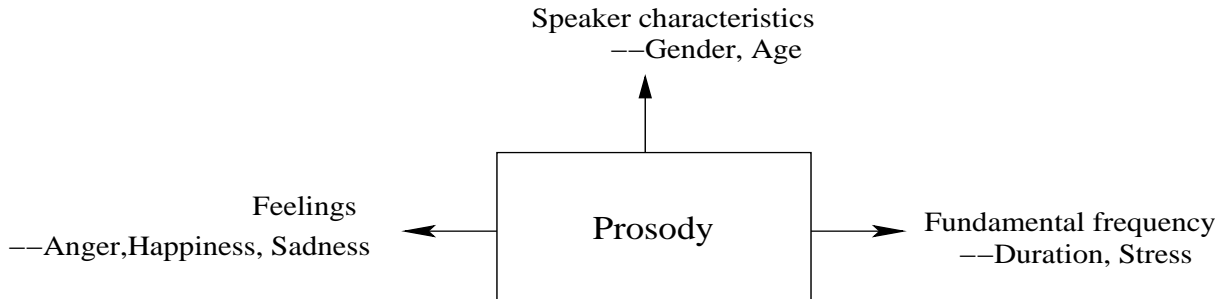 Speaker characteristics
−−Gender, Age
Feelings
−−Anger,Happiness, Sadness
Prosody
Fundamental frequency
−−Duration, Stress